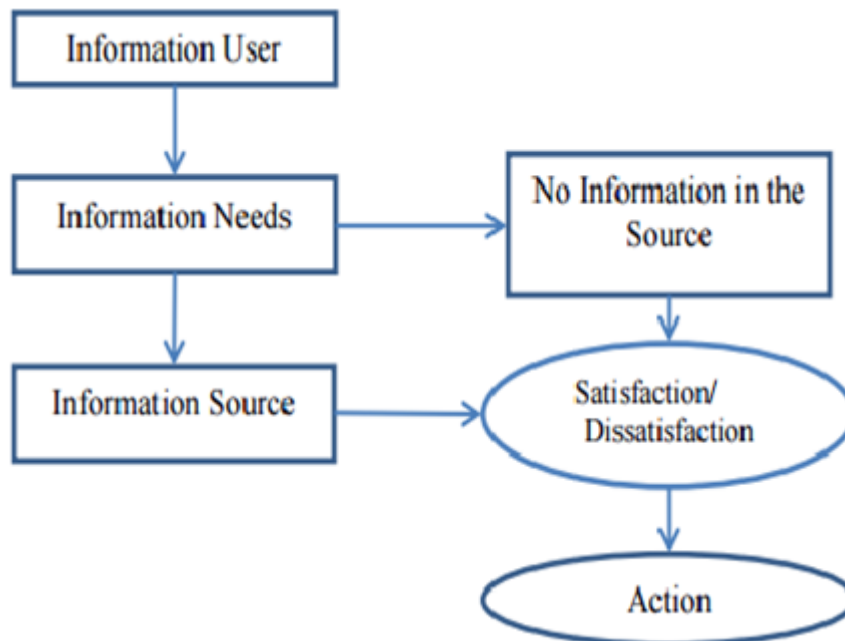 Information User
Information Needs
No Information in the
Source
Information Source
Satisfaction/
Dissatisfaction
Action